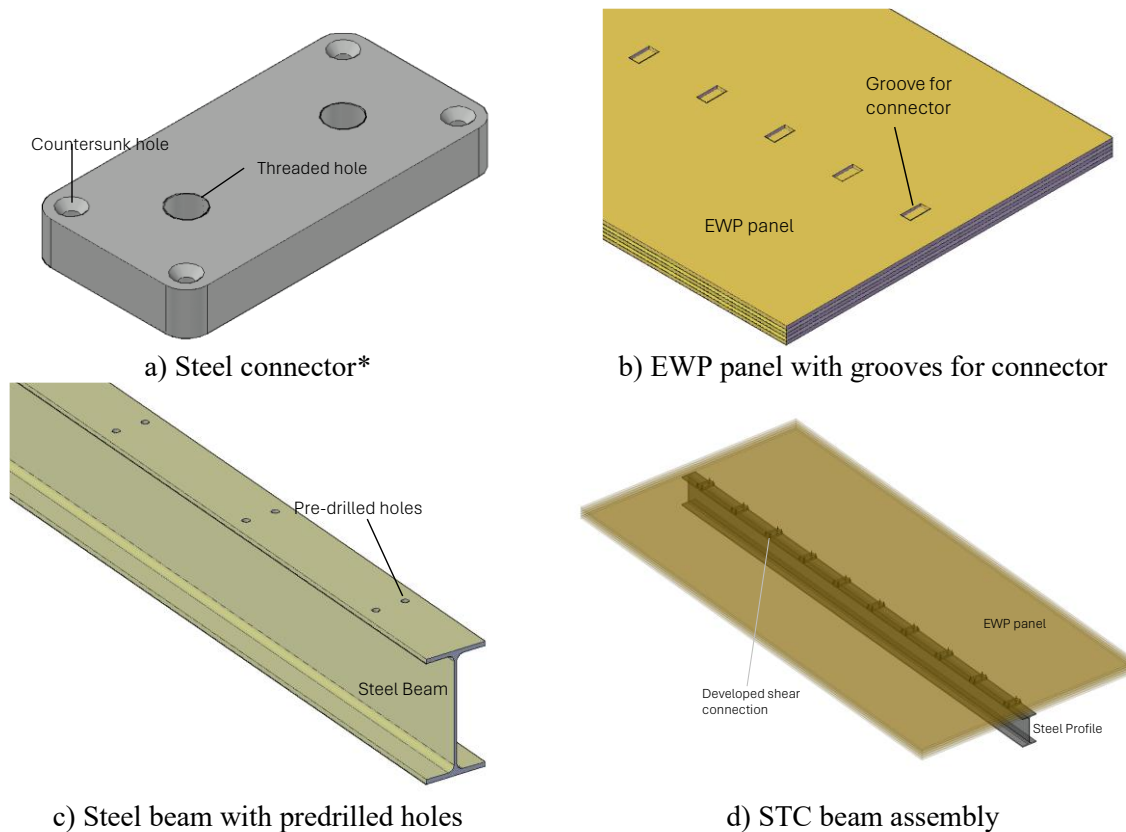 Countersunk hole
Threaded hole
a) Steel connector*
Groove for
connector
EWP panel
b) EWP panel with grooves for connector
Pre-drilled holes
Steel Beam
c) Steel beam with predrilled holes
EWP panel
Developed shear
connection
Steel Profile
d) STC beam assembly